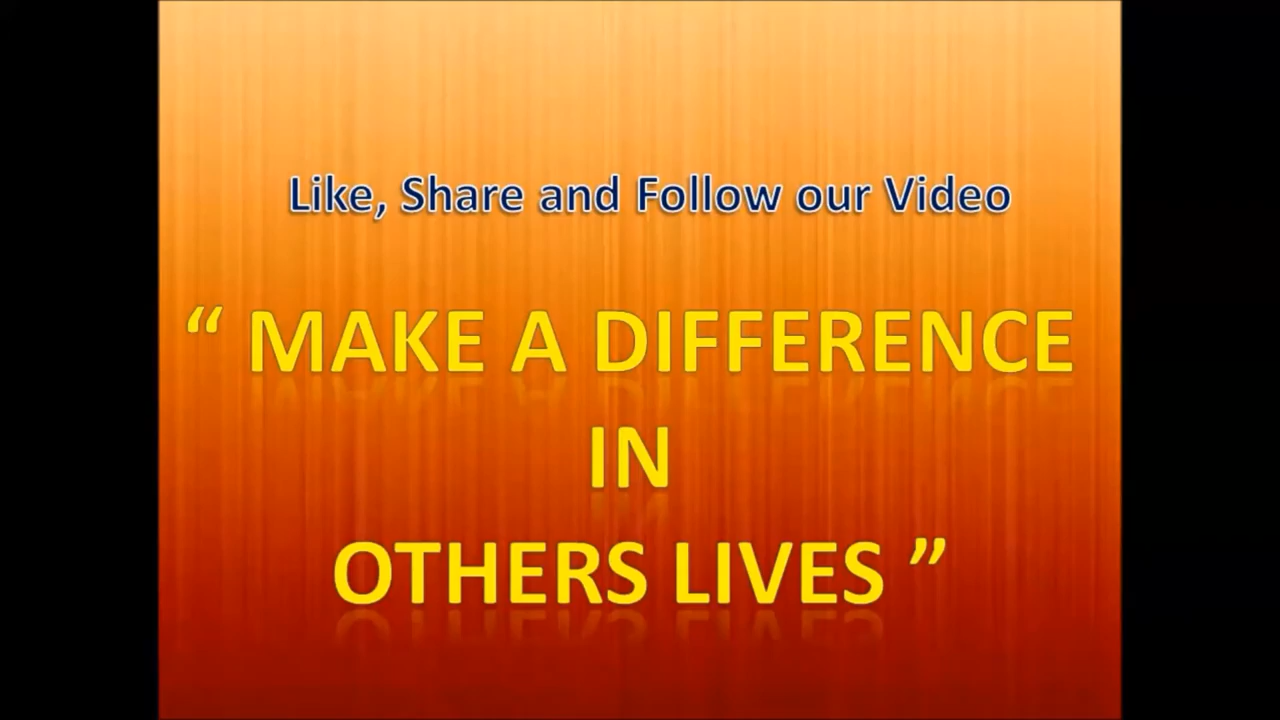 Like, Share and Follow our Video
“ MAKE A DIFFERENCE
IN
OTHERS LIVES ”